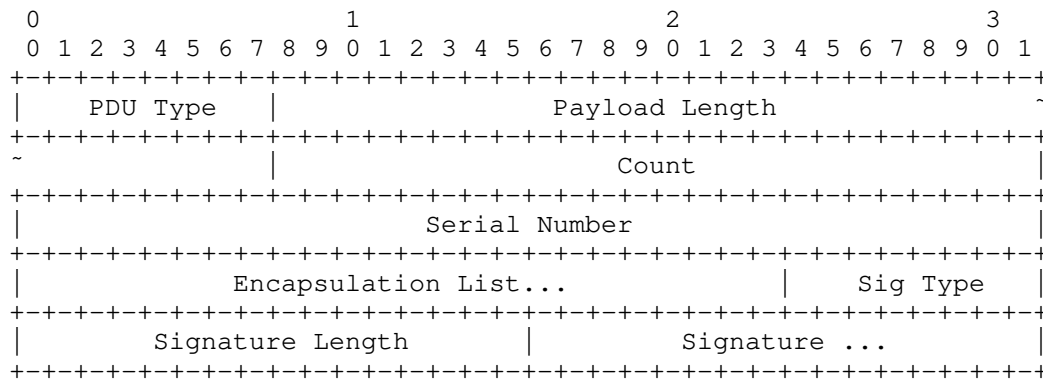 0                   1                   2                   3
 0 1 2 3 4 5 6 7 8 9 0 1 2 3 4 5 6 7 8 9 0 1 2 3 4 5 6 7 8 9 0 1
+-+-+-+-+-+-+-+-+-+-+-+-+-+-+-+-+-+-+-+-+-+-+-+-+-+-+-+-+-+-+-+-+
|    PDU Type   |                 Payload Length                ~
+-+-+-+-+-+-+-+-+-+-+-+-+-+-+-+-+-+-+-+-+-+-+-+-+-+-+-+-+-+-+-+-+
~               |                     Count                     |
+-+-+-+-+-+-+-+-+-+-+-+-+-+-+-+-+-+-+-+-+-+-+-+-+-+-+-+-+-+-+-+-+
|                         Serial Number                         |
+-+-+-+-+-+-+-+-+-+-+-+-+-+-+-+-+-+-+-+-+-+-+-+-+-+-+-+-+-+-+-+-+
|             Encapsulation List...             |    Sig Type   |
+-+-+-+-+-+-+-+-+-+-+-+-+-+-+-+-+-+-+-+-+-+-+-+-+-+-+-+-+-+-+-+-+
|        Signature Length       |         Signature ...         |
+-+-+-+-+-+-+-+-+-+-+-+-+-+-+-+-+-+-+-+-+-+-+-+-+-+-+-+-+-+-+-+-+